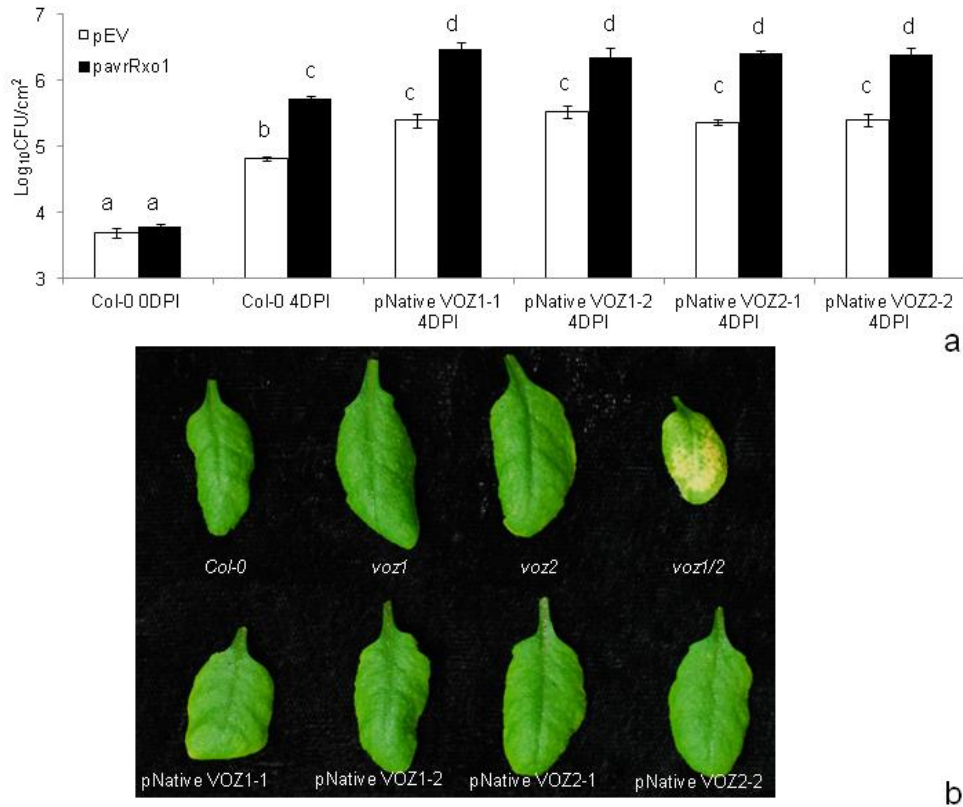 7
6
5
4
3
Log10CFU/cm2
pEV
pavrRxo1
a
a
b
c
c
d
c
d
c
d
c
d
Col-0 0DPI
Col-0 4DPI
pNative VOZ1-1
4DPI
pNative VOZ1-2
4DPI
pNative VOZ2-1
4DPI
pNative VOZ2-2
4DPI
a
Col-0
voz1
voz2
voz1/2
pNative VOZ1-1
pNative VOZ1-2
pNative VOZ2-1
pNative VOZ2-2
b